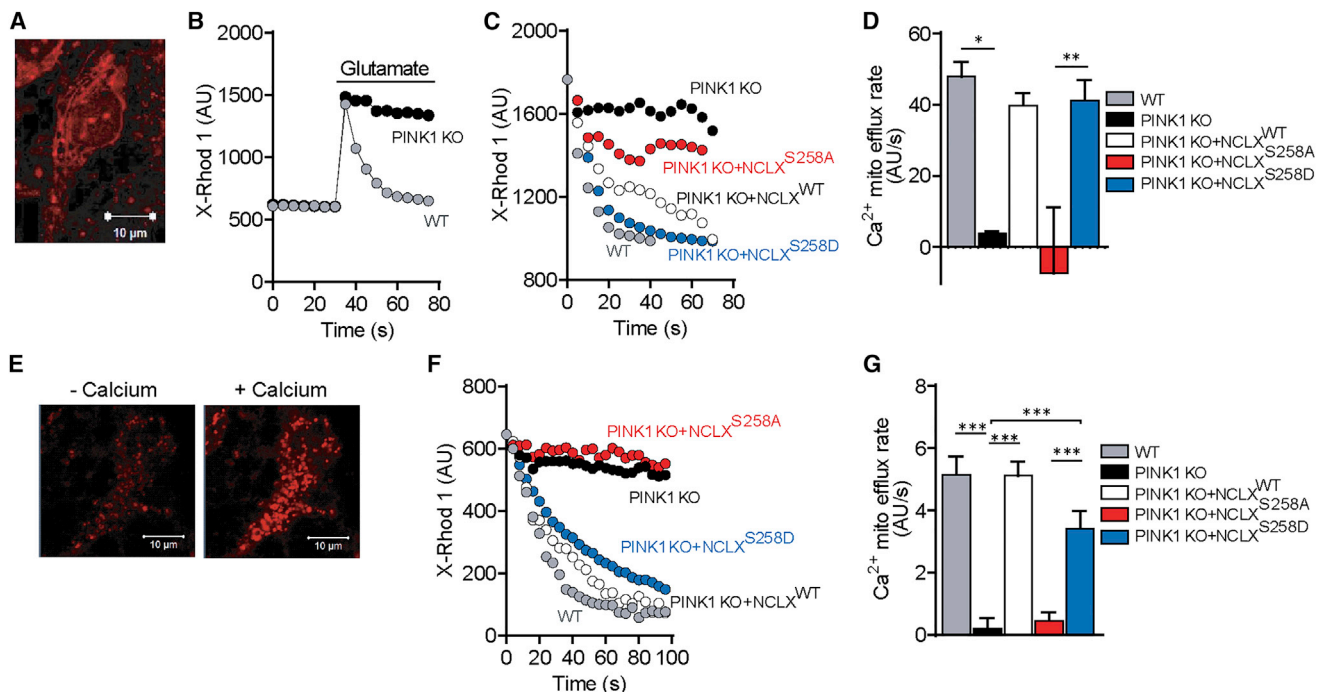 A
10 µm
B
X-Rhod 1 (AU)
2000
1500
1000
500
0
Glutamate
PINK1 KO
WT
0 20 40 60 80
Time (s)
C
X-Rhod 1 (AU)
2000
1600
1200
800
PINK1 KO
PINK1 KO+NCLX^S258A
PINK1 KO+NCLX^WT
PINK1 KO+NCLX^S258D
WT
0 20 40 60 80
Time (s)
D
Ca2+ mito efflux rate
(AU/s)
60
40
20
0
*
**
WT
PINK1 KO
PINK1 KO+NCLX^WT
PINK1 KO+NCLX^S258A
PINK1 KO+NCLX^S258D
E
- Calcium
+ Calcium
10 µm
10 µm
F
X-Rhod 1 (AU)
800
600
400
200
0
PINK1 KO+NCLX^S258A
PINK1 KO
PINK1 KO+NCLX^S258D
PINK1 KO+NCLX^WT
WT
0 20 40 60 80 100
Time (s)
G
Ca2+ mito efflux rate
(AU/s)
8
6
4
2
0
***
***
***
***
WT
PINK1 KO
PINK1 KO+NCLX^WT
PINK1 KO+NCLX^S258A
PINK1 KO+NCLX^S258D